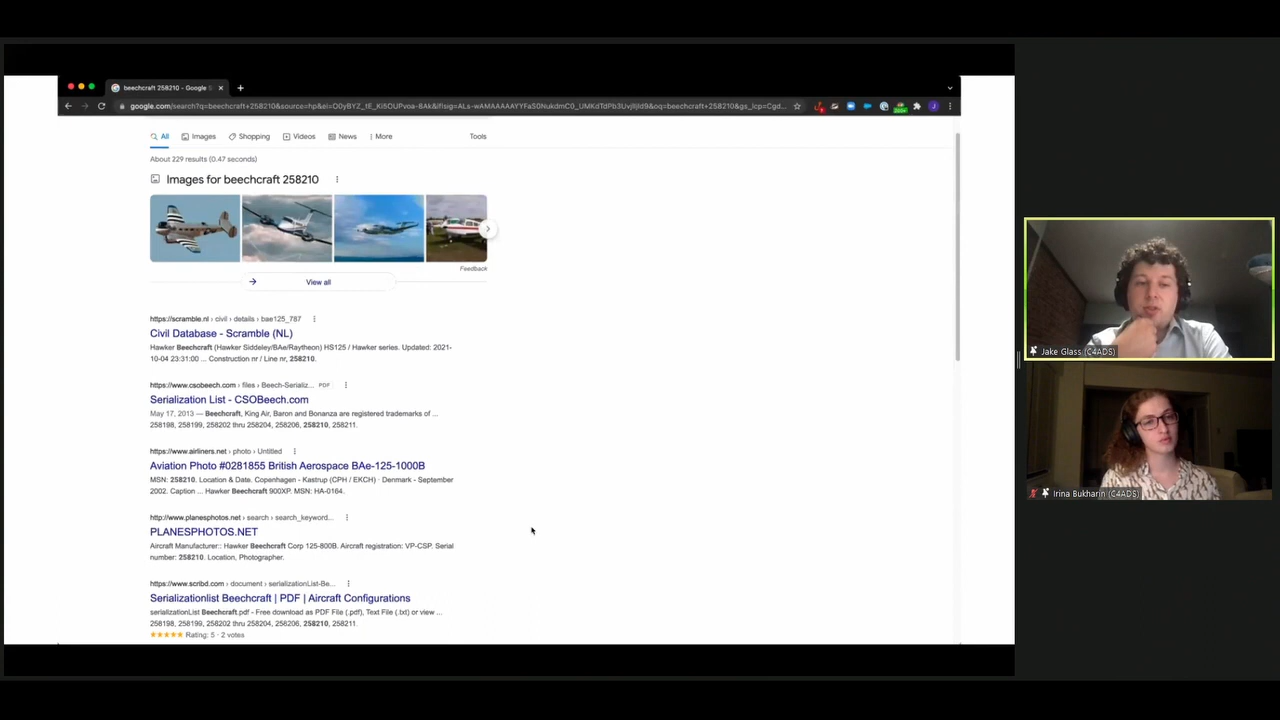 beechcraft 258210 - Google S
All
Images
Shopping
Videos
News
More
Tools
About 229 results (0.47 seconds)
Images for beechcraft 258210
Feedback
View all
https://scramble.nl › civil › details › bae125_787
Civil Database - Scramble (NL)
Hawker Beechcraft (Hawker Siddeley/BAe/Raytheon) HS125 / Hawker series. Updated: 2021-
10-04 23:31:00 ... Construction nr / Line nr, 258210.
https://www.csobeech.com › files › Beech-Serializ... PDF
Serialization List - CSOBeech.com
May 17, 2013 — Beechcraft, King Air, Baron and Bonanza are registered trademarks of ...
258198, 258199, 258202 thru 258204, 258206, 258210, 258211.
https://www.airliners.net › photo › Untitled
Aviation Photo #0281855 British Aerospace BAe-125-1000B
MSN: 258210. Location & Date. Copenhagen - Kastrup (CPH / EKCH) · Denmark - September
2002. Caption ... Hawker Beechcraft 900XP. MSN: HA-0164.
http://www.planesphotos.net › search › search_keyword...
PLANESPHOTOS.NET
Aircraft Manufacturer:: Hawker Beechcraft Corp 125-800B. Aircraft registration: VP-CSP. Serial
number: 258210. Location, Photographer.
https://www.scribd.com › document › serializationList-Be...
Serializationlist Beechcraft | PDF | Aircraft Configurations
serializationList Beechcraft.pdf - Free download as PDF File (.pdf), Text File (.txt) or view ...
258198, 258199, 258202 thru 258204, 258206, 258210, 258211
Rating: 5 · 2 votes
Jake Glass (C4ADS)
Irina Bukharin (C4ADS)